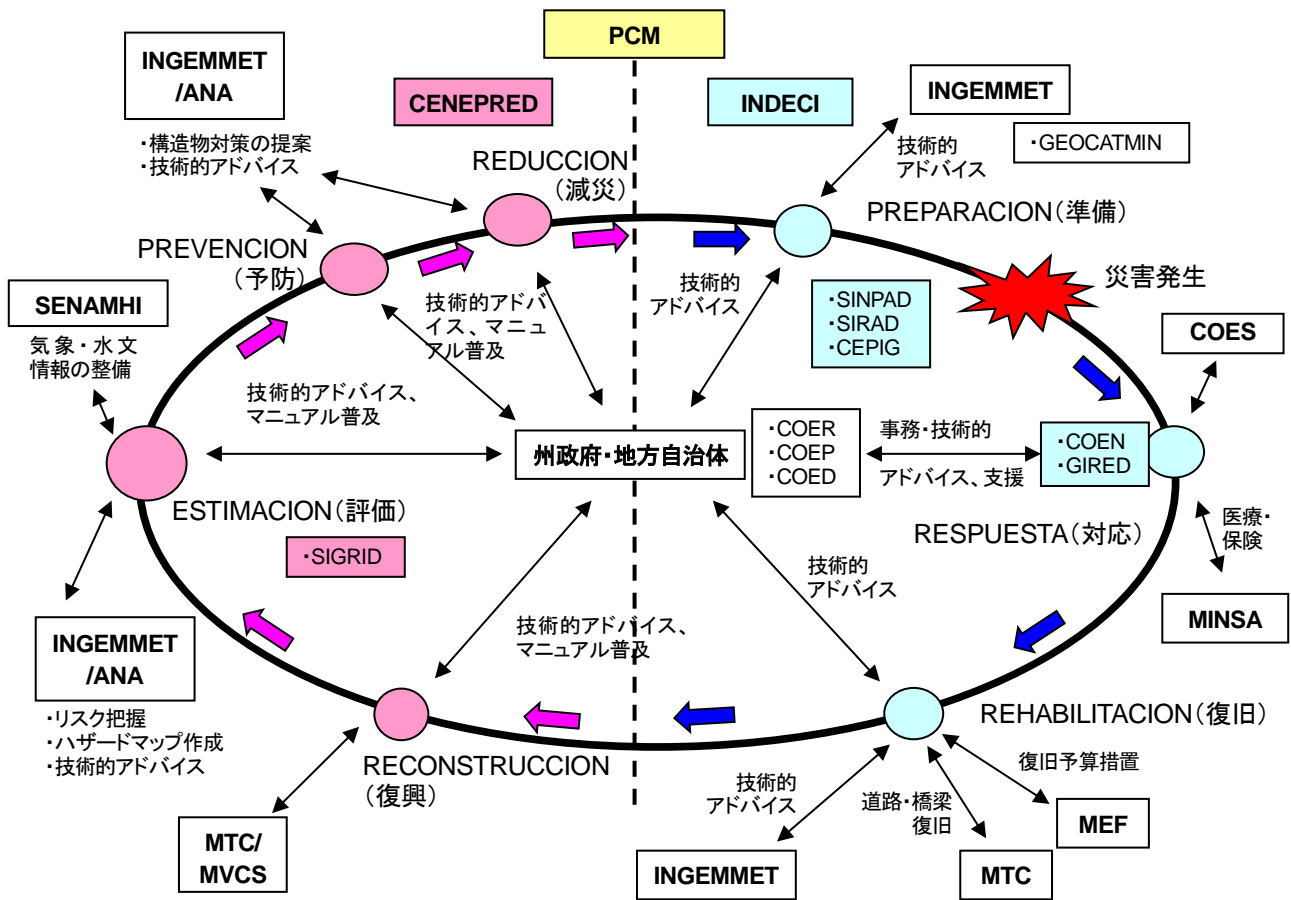 PCM
INGEMMET
/ANA
CENEPRED
INDECI
INGEMMET
・GEOCATMIN
・構造物対策の提案
・技術的アドバイス
REDUCCION
(減災)
技術的
アドバイス
PREPARACION(準備)
PREVENCION
(予防)
災害発生
SENAMHI
気象・水文
情報の整備
技術的アドバ
イス、マニュ
アル普及
技術的
アドバイス
・SINPAD
・SIRAD
・CEPIG
COES
技術的アドバイス、
マニュアル普及
州政府・地方自治体
・COER
・COEP
・COED
事務・技術的
アドバイス、支援
・COEN
・GIRED
ESTIMACION(評価)
・SIGRID
RESPUESTA(対応)
医療・
保険
MINSA
技術的
アドバイス
技術的アドバイス、
マニュアル普及
INGEMMET
/ANA
・リスク把握
・ハザードマップ作成
・技術的アドバイス
RECONSTRUCCION
(復興)
REHABILITACION(復旧)
技術的
アドバイス
道路・橋梁
復旧
復旧予算措置
MEF
MTC/
MVCS
INGEMMET
MTC